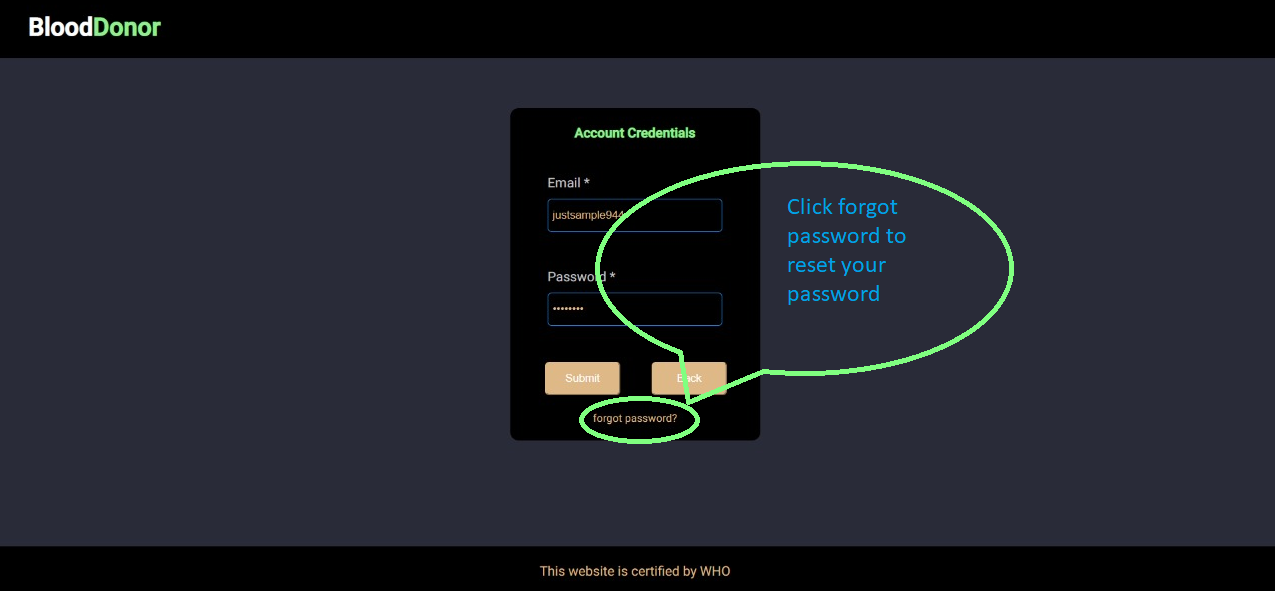 BloodDonor
Account Credentials
Email *
justsample944
Click forgot
password to
reset your
password
Password *
••••••••
Submit
Back
forgot password?
This website is certified by WHO